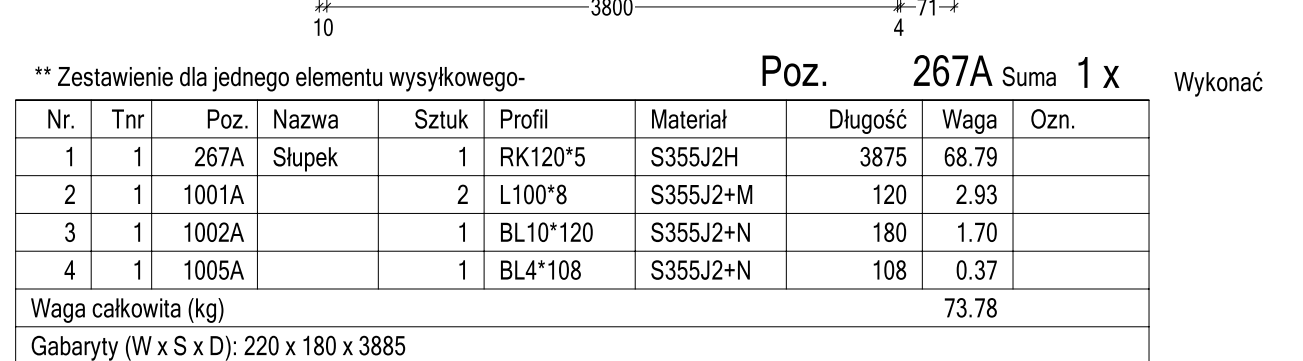 3800 71
10 4
** Zestawienie dla jednego elementu wysyłkowego- Poz. 267A Suma 1 x Wykonać
Nr. Tnr Poz. Nazwa Sztuk Profil Materiał Długość Waga Ozn.
1 1 267A Słupek 1 RK120*5 S355J2H 3875 68.79
2 1 1001A 2 L100*8 S355J2+M 120 2.93
3 1 1002A 1 BL10*120 S355J2+N 180 1.70
4 1 1005A 1 BL4*108 S355J2+N 108 0.37
Waga całkowita (kg) 73.78
Gabaryty (W x S x D): 220 x 180 x 3885